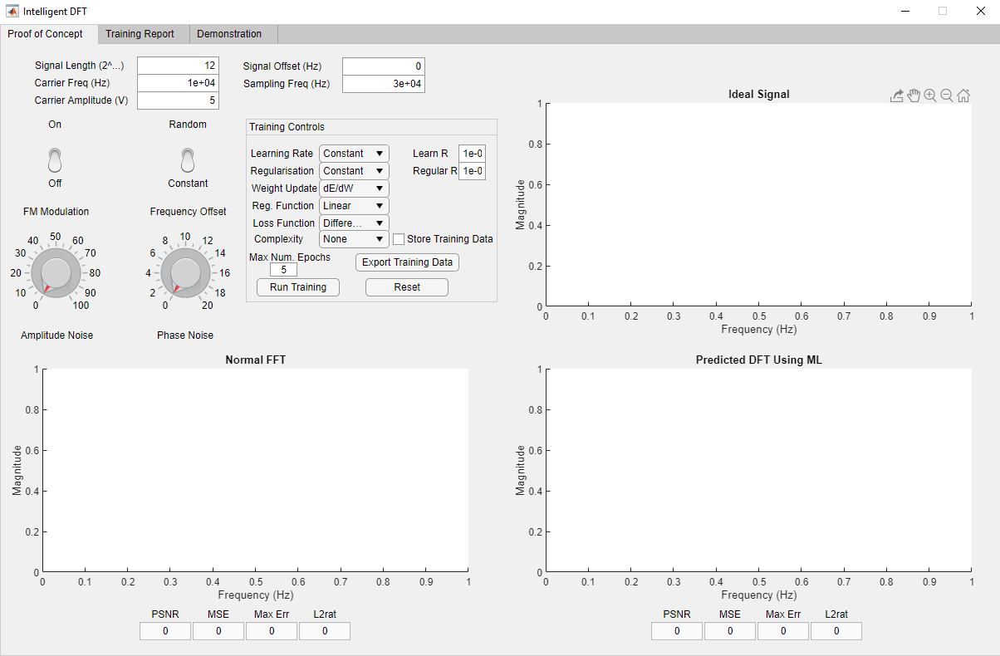 Intelligent DFT
Proof of Concept Training Report Demonstration
Signal Length (2^...) 12 Signal Offset (Hz) 0
Carrier Freq (Hz) 1e+04 Sampling Freq (Hz) 3e+04
Carrier Amplitude (V) 5
On Random
Off Constant
FM Modulation Frequency Offset
0 10 20 30 40 50 60 70 80 90 100
Amplitude Noise
0 2 4 6 8 10 12 14 16 18 20
Phase Noise
Training Controls
Learning Rate Constant Learn R 1e-0
Regularisation Constant Regular R 1e-0
Weight Update dE/dW
Reg. Function Linear
Loss Function Differe...
Complexity None Store Training Data
Max Num. Epochs
5
Export Training Data
Run Training Reset
Ideal Signal
Magnitude
1
0.8
0.6
0.4
0.2
0
0 0.1 0.2 0.3 0.4 0.5 0.6 0.7 0.8 0.9 1
Frequency (Hz)
Normal FFT
Magnitude
1
0.8
0.6
0.4
0.2
0
0 0.1 0.2 0.3 0.4 0.5 0.6 0.7 0.8 0.9 1
Frequency (Hz)
PSNR MSE Max Err L2rat
0 0 0 0
Predicted DFT Using ML
Magnitude
1
0.8
0.6
0.4
0.2
0
0 0.1 0.2 0.3 0.4 0.5 0.6 0.7 0.8 0.9 1
Frequency (Hz)
PSNR MSE Max Err L2rat
0 0 0 0